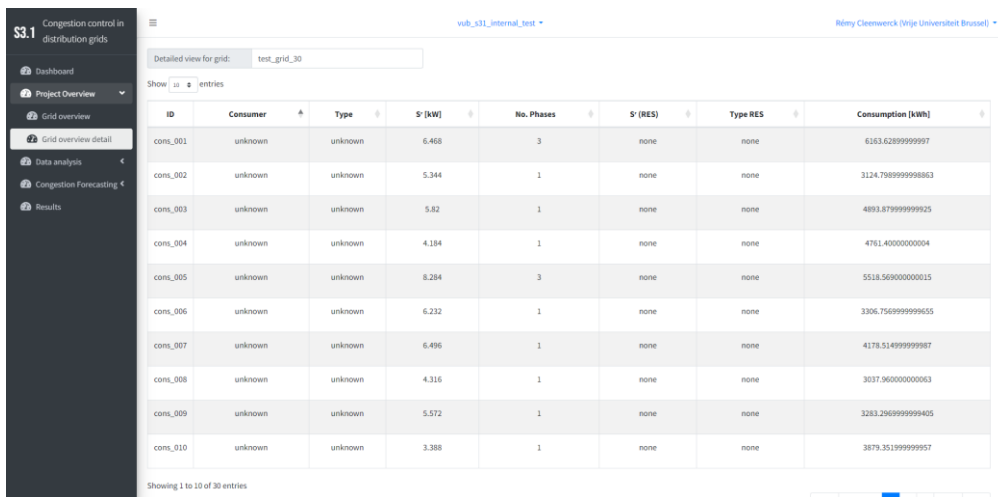 S3.1 Congestion control in distribution grids
vub_s31_internal_test
Rémy Cleenwerck (Vrije Universiteit Brussel)
Dashboard
Project Overview
Grid overview
Grid overview detail
Data analysis
Congestion Forecasting
Results
Detailed view for grid: test_grid_30
Show 10 entries
ID Consumer Type S' [kW] No. Phases S' (RES) Type RES Consumption [kWh]
cons_001 unknown unknown 6.468 3 none none 6163.62899999997
cons_002 unknown unknown 5.344 1 none none 3124.7989999998863
cons_003 unknown unknown 5.82 1 none none 4893.879999999925
cons_004 unknown unknown 4.184 1 none none 4761.40000000004
cons_005 unknown unknown 8.284 3 none none 5518.569000000015
cons_006 unknown unknown 6.232 1 none none 3306.7569999999655
cons_007 unknown unknown 6.496 1 none none 4178.514999999987
cons_008 unknown unknown 4.316 1 none none 3037.960000000063
cons_009 unknown unknown 5.572 1 none none 3283.2969999999405
cons_010 unknown unknown 3.388 1 none none 3879.351999999957
Showing 1 to 10 of 30 entries